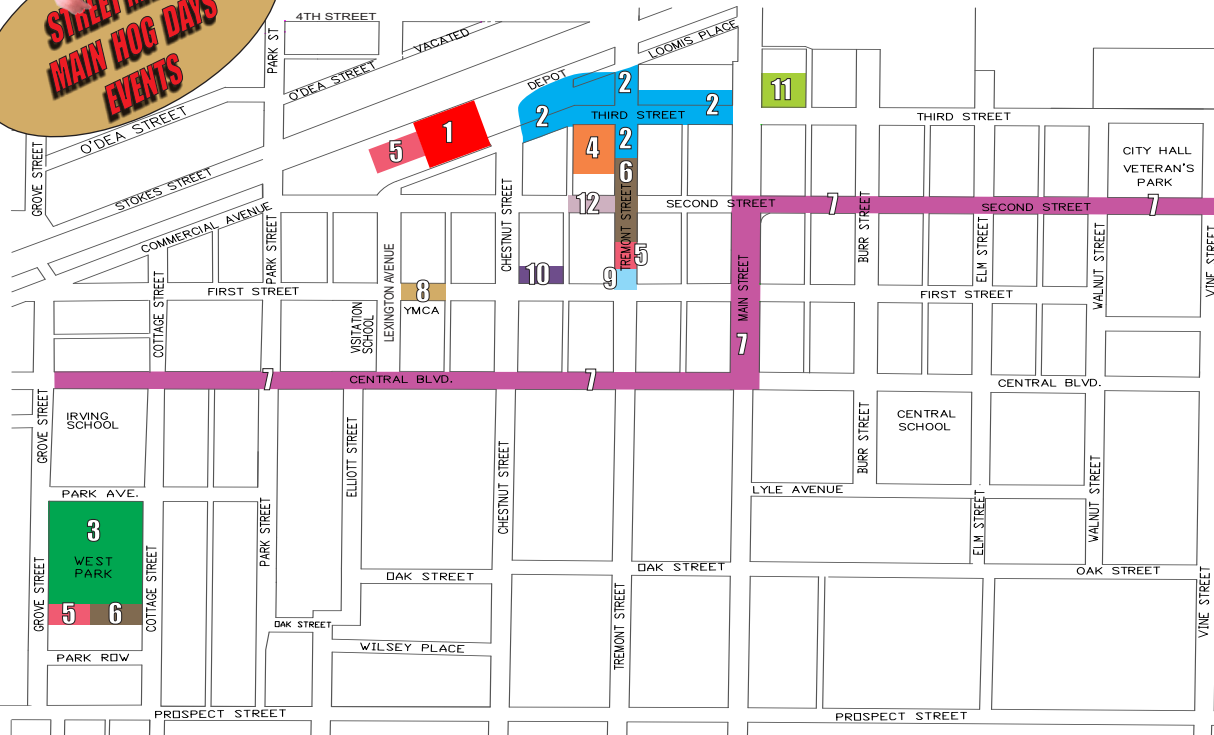 STREET
MAIN HOG DAYS
EVENTS
4TH STREET
PARK ST
VACATED
LOOMIS PLACE
O'DEA STREET
DEPOT
2
11
2
2
THIRD STREET
THIRD STREET
O'DEA STREET
1
5
4
2
CITY HALL
VETERAN'S
PARK
GROVE STREET
STOKES STREET
6
12
SECOND STREET
7
SECOND STREET
7
COMMERCIAL AVENUE
PARK STREET
LEXINGTON AVENUE
CHESTNUT STREET
TREMONT STREET
5
BURR STREET
ELM STREET
WALNUT STREET
VINE STREET
10
9
8
YMCA
FIRST STREET
FIRST STREET
COTTAGE STREET
VISITATION
SCHOOL
MAIN STREET
7
7
CENTRAL BLVD.
7
CENTRAL BLVD.
IRVING
SCHOOL
GROVE STREET
ELLIOTT STREET
CHESTNUT STREET
BURR STREET
CENTRAL
SCHOOL
PARK AVE.
LYLE AVENUE
3
WEST
PARK
PARK STREET
ELM STREET
WALNUT STREET
OAK STREET
OAK STREET
OAK STREET
GROVE STREET
5
6
COTTAGE STREET
OAK STREET
TREMONT STREET
VINE STREET
PARK ROW
WILSEY PLACE
PROSPECT STREET
PROSPECT STREET